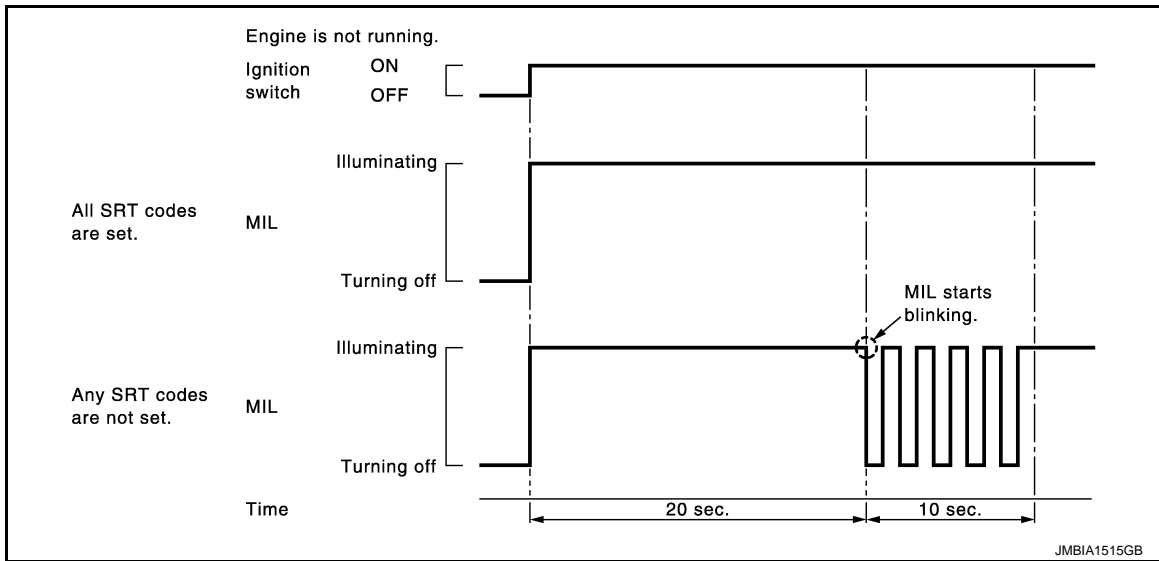 Engine is not running.
Ignition
switch
ON
OFF
All SRT codes
are set.
MIL
Illuminating
Turning off
MIL starts
blinking.
Any SRT codes
are not set.
MIL
Illuminating
Turning off
Time
20 sec.
10 sec.
JMBIA1515GB